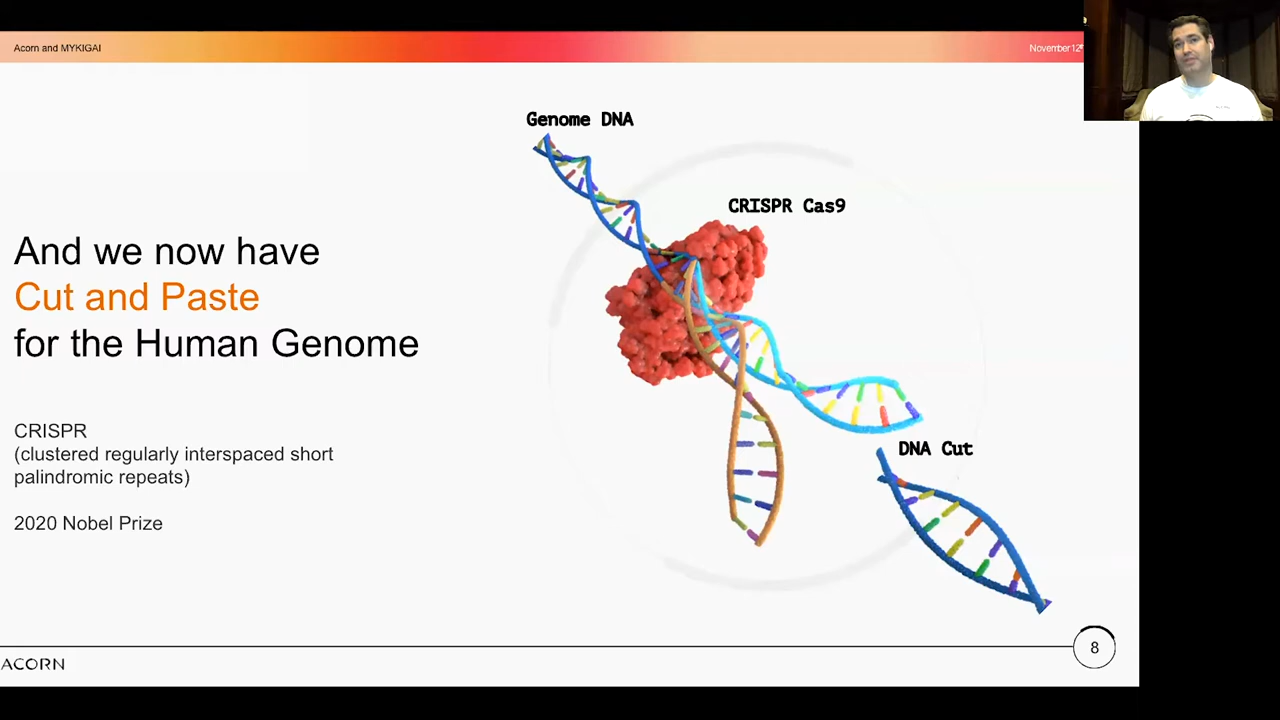 Acorn and MYKIGAI
November 12
Genome DNA
CRISPR Cas9
And we now have
Cut and Paste
for the Human Genome
CRISPR
(clustered regularly interspaced short
palindromic repeats)
2020 Nobel Prize
DNA Cut
ACORN
8